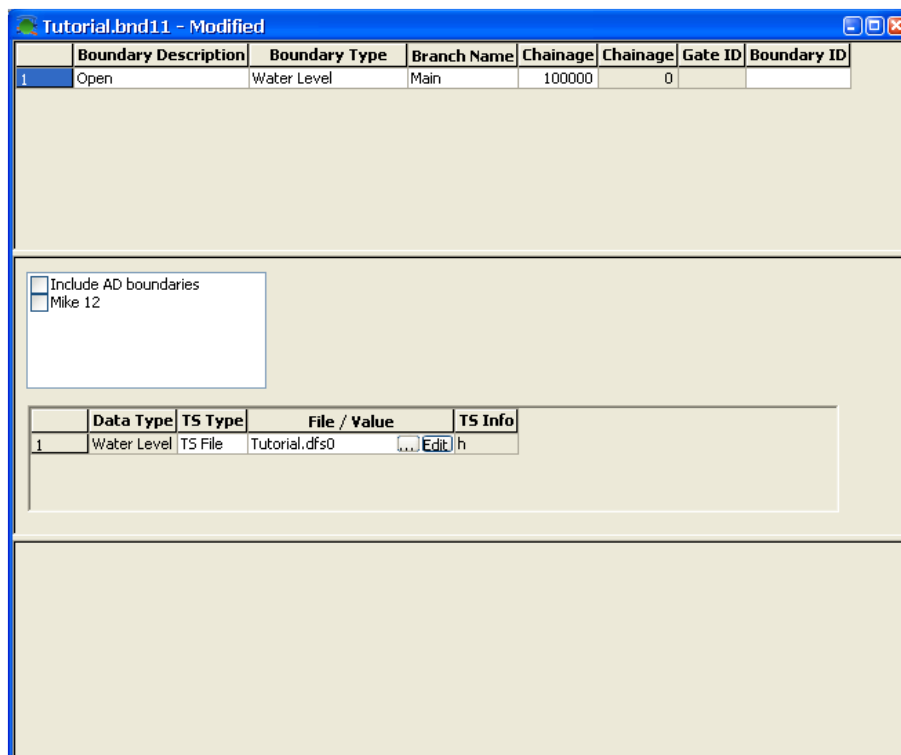 Tutorial.bnd11 - Modified
Boundary Description Boundary Type Branch Name Chainage Chainage Gate ID Boundary ID
1 Open Water Level Main 100000 0
Include AD boundaries
Mike 12
Data Type TS Type File / Value TS Info
1 Water Level TS File Tutorial.dfs0 ... Edit h